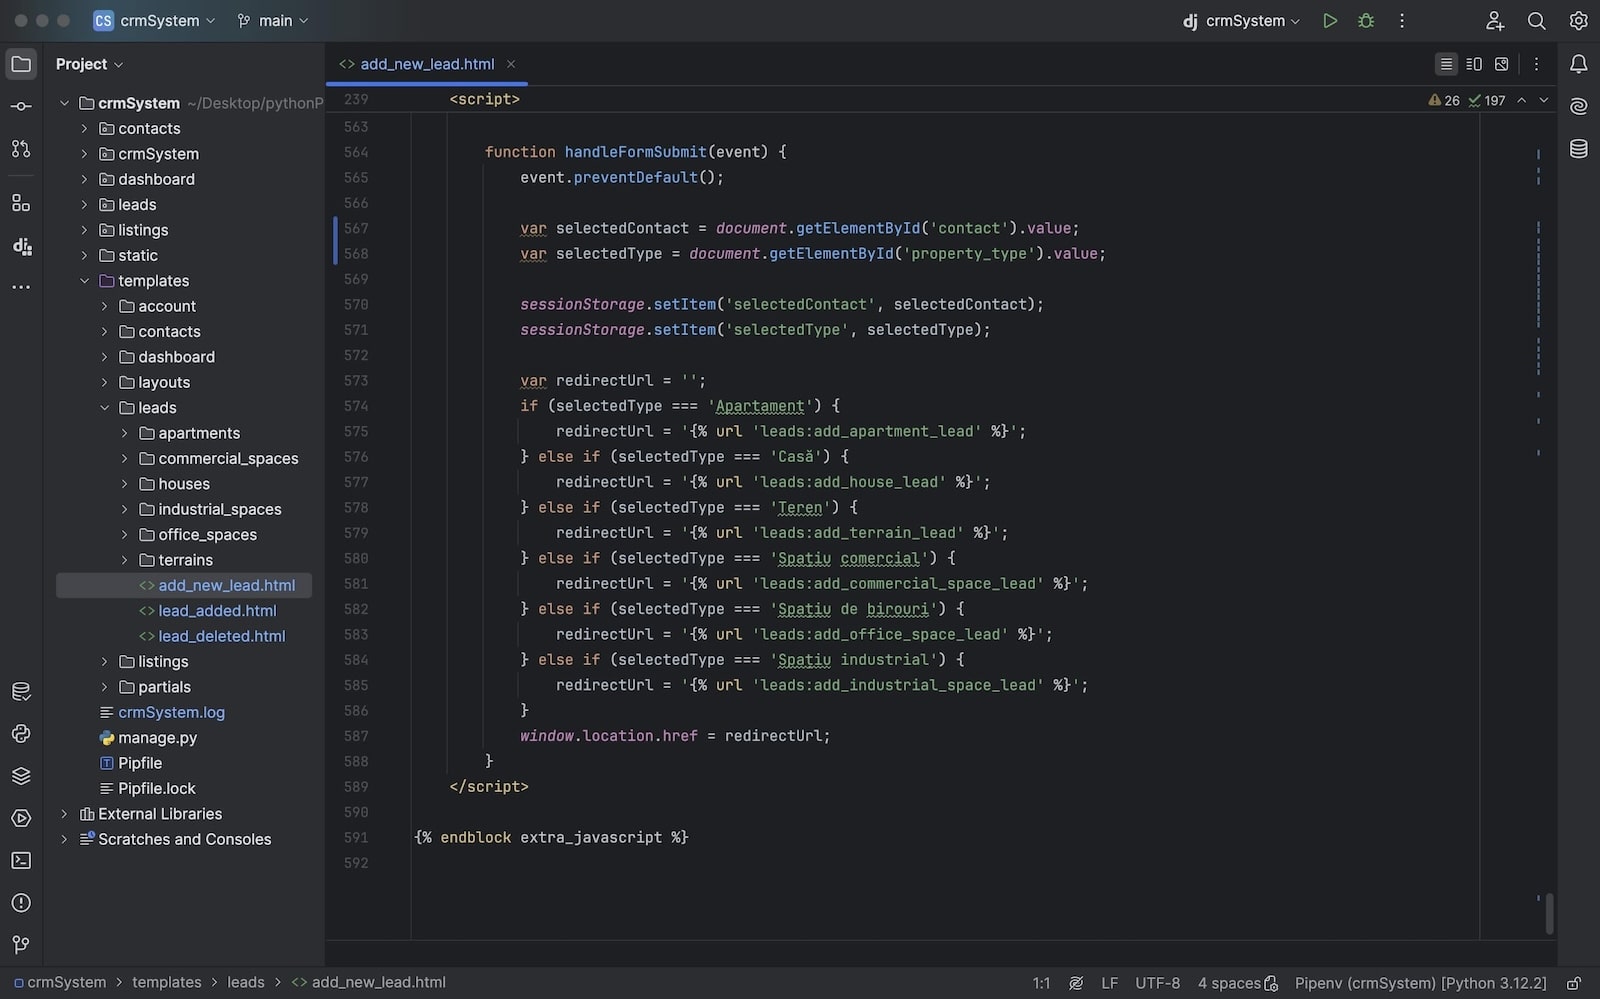 CS crmSystem main dj crmSystem
Project
add_new_lead.html
crmSystem ~/Desktop/pythonP
contacts
crmSystem
dashboard
leads
listings
static
templates
account
contacts
dashboard
layouts
leads
apartments
commercial_spaces
houses
industrial_spaces
office_spaces
terrains
add_new_lead.html
lead_added.html
lead_deleted.html
listings
partials
crmSystem.log
manage.py
Pipfile
Pipfile.lock
External Libraries
Scratches and Consoles
239 <script> 26 197
563
564 function handleFormSubmit(event) {
565 event.preventDefault();
566
567 var selectedContact = document.getElementById('contact').value;
568 var selectedType = document.getElementById('property_type').value;
569
570 sessionStorage.setItem('selectedContact', selectedContact);
571 sessionStorage.setItem('selectedType', selectedType);
572
573 var redirectUrl = '';
574 if (selectedType === 'Apartament') {
575 redirectUrl = '{% url 'leads:add_apartment_lead' %}';
576 } else if (selectedType === 'Casă') {
577 redirectUrl = '{% url 'leads:add_house_lead' %}';
578 } else if (selectedType === 'Teren') {
579 redirectUrl = '{% url 'leads:add_terrain_lead' %}';
580 } else if (selectedType === 'Spațiu comercial') {
581 redirectUrl = '{% url 'leads:add_commercial_space_lead' %}';
582 } else if (selectedType === 'Spațiu de birouri') {
583 redirectUrl = '{% url 'leads:add_office_space_lead' %}';
584 } else if (selectedType === 'Spațiu industrial') {
585 redirectUrl = '{% url 'leads:add_industrial_space_lead' %}';
586 }
587 window.location.href = redirectUrl;
588 }
589 </script>
590
591 {% endblock extra_javascript %}
592
crmSystem > templates > leads > <> add_new_lead.html 1:1 LF UTF-8 4 spaces Pipenv (crmSystem) [Python 3.12.2]